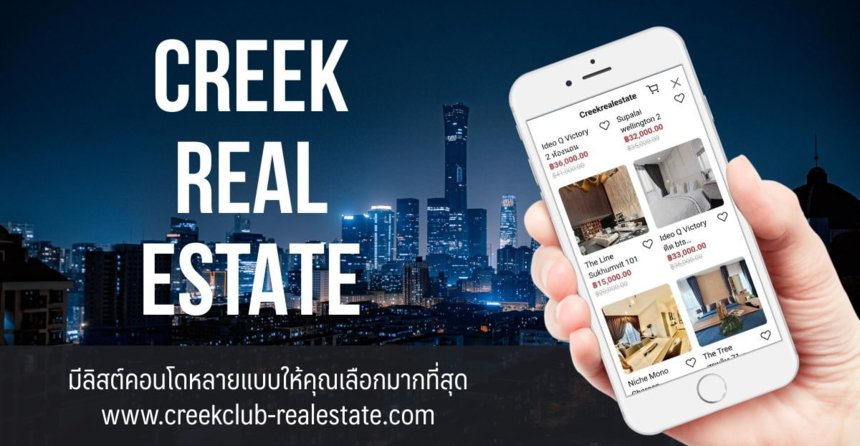 CREEK
REAL
ESTATE
มีลิสต์คอนโดหลายแบบให้คุณเลือกมากที่สุด
www.creekclub-realestate.com
Creekrealestate
Ideo Q Victory
2 ห้องนอน
฿36,000.00
฿41,000.00
Supalai
wellington 2
฿32,000.00
฿35,000.00
The Line
Sukhumvit 101
฿15,000.00
฿20,000.00
Ideo Q Victory
ติด bts...
฿33,000.00
฿35,000.00
Niche Mono
The Tree